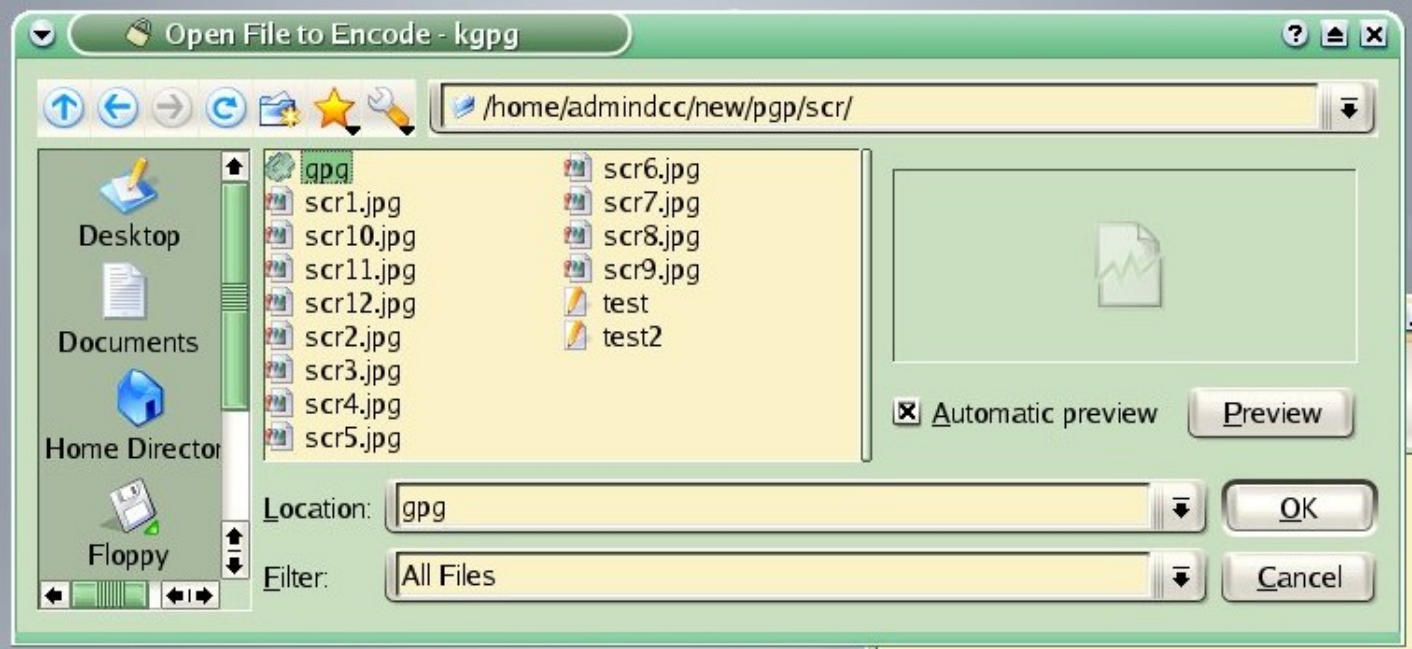 Open File to Encode - kgpg
/home/admindcc/new/pgp/scr/
Desktop
Documents
Home Director
Floppy
gpg
scr1.jpg
scr10.jpg
scr11.jpg
scr12.jpg
scr2.jpg
scr3.jpg
scr4.jpg
scr5.jpg
scr6.jpg
scr7.jpg
scr8.jpg
scr9.jpg
test
test2
Automatic preview
Preview
Location:
gpg
OK
Filter:
All Files
Cancel